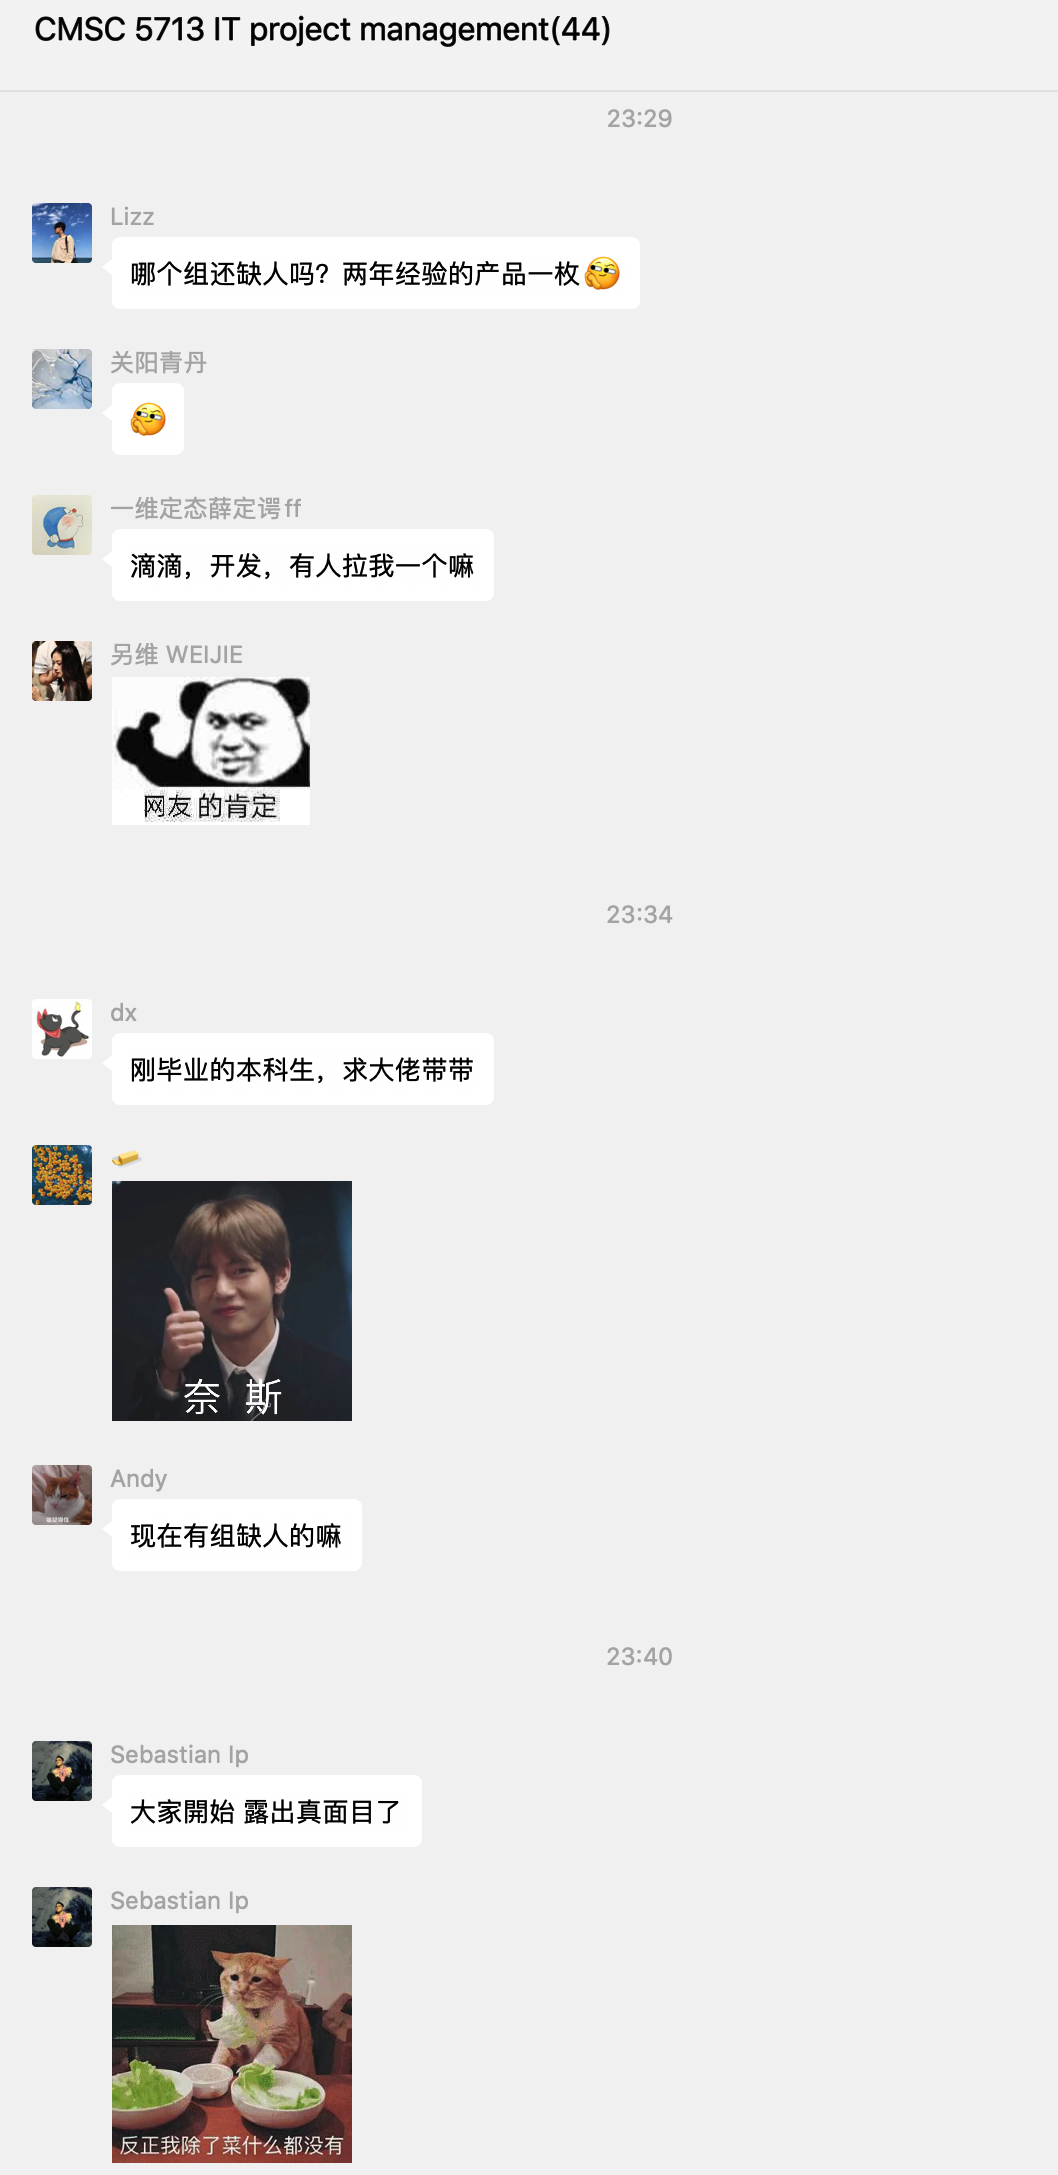 CMSC 5713 IT project management(44)
23:29
Lizz
哪个组还缺人吗？两年经验的产品一枚
关阳青丹
一维定态薛定谔ff
滴滴，开发，有人拉我一个嘛
另维 WEIJIE
网友的肯定
23:34
dx
刚毕业的本科生，求大佬带带
奈 斯
Andy
现在有组缺人的嘛
23:40
Sebastian Ip
大家開始 露出真面目了
Sebastian Ip
反正我除了菜什么都没有